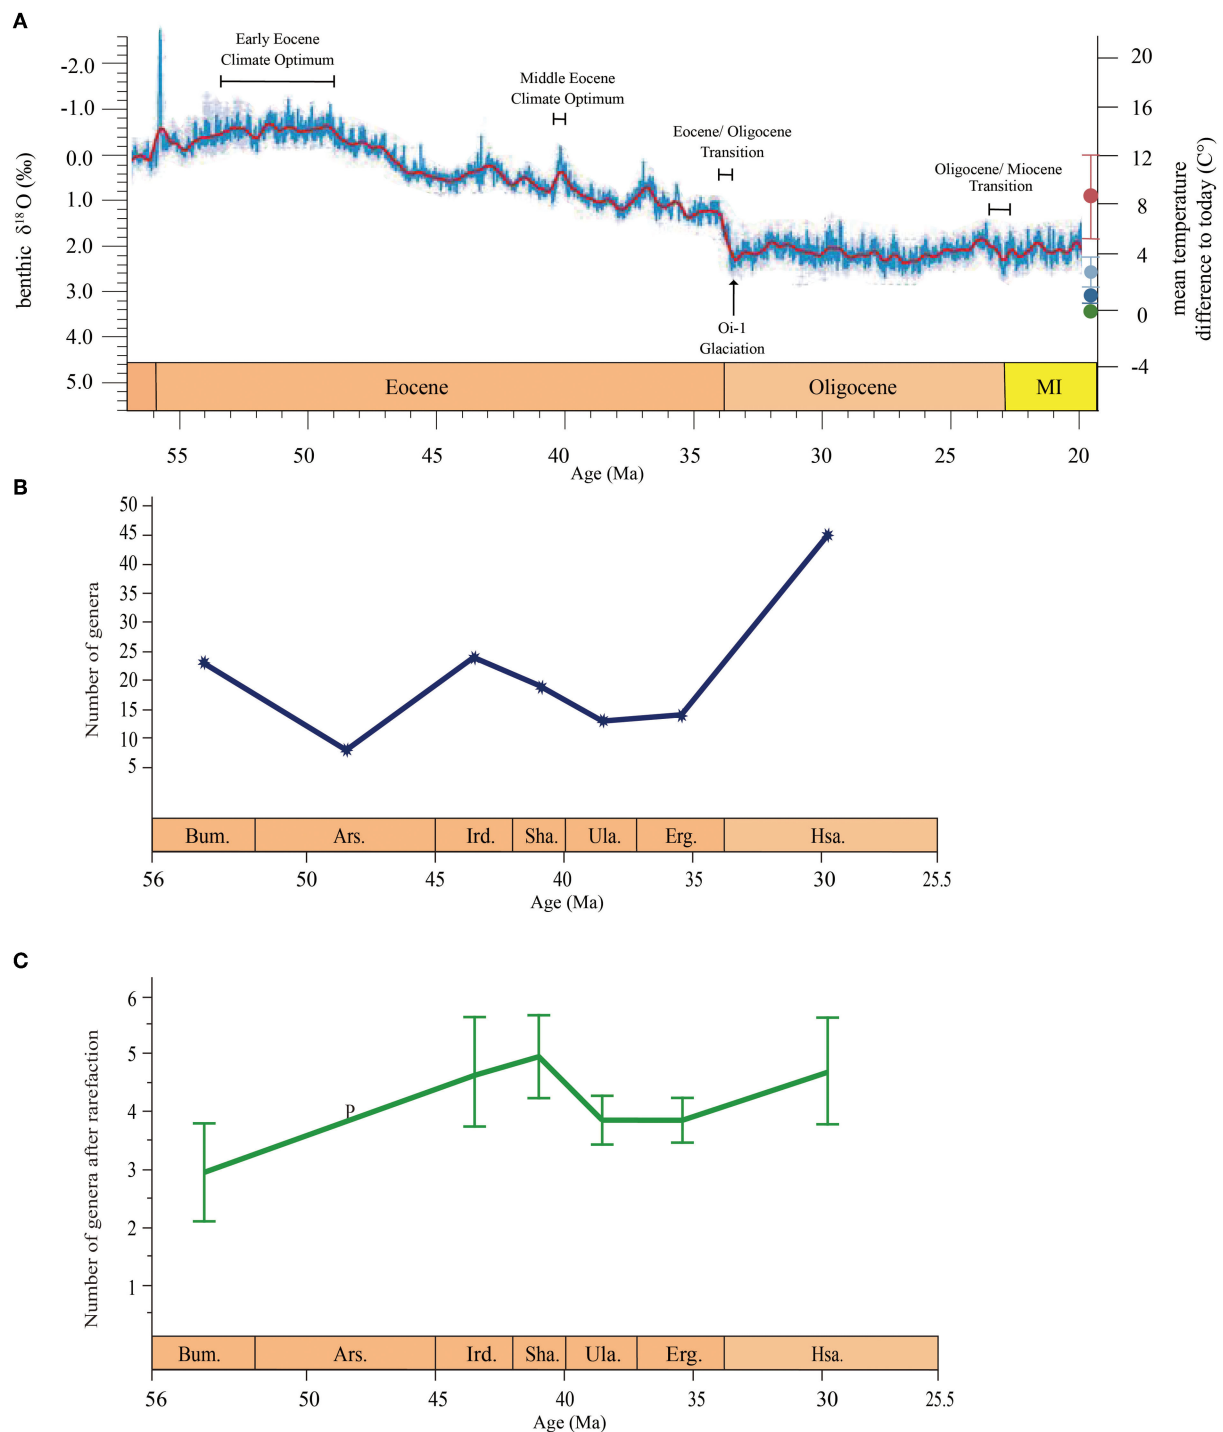 A
Early Eocene
Climate Optimum
Middle Eocene
Climate Optimum
Eocene/ Oligocene
Transition
Oligocene/ Miocene
Transition
Oi-1
Glaciation
benthic δ¹⁸O (‰)
-2.0
-1.0
0.0
1.0
2.0
3.0
4.0
5.0
20
16
12
8
4
0
-4
mean temperature
difference to today (C°)
Eocene
Oligocene
MI
55
50
45
40
35
30
25
20
Age (Ma)
B
Number of genera
50
45
40
35
30
25
20
15
10
5
Bum.
Ars.
Ird.
Sha.
Ula.
Erg.
Hsa.
56
50
45
40
35
30
25.5
Age (Ma)
C
Number of genera after rarefaction
6
5
4
3
2
1
P
Bum.
Ars.
Ird.
Sha.
Ula.
Erg.
Hsa.
56
50
45
40
35
30
25.5
Age (Ma)